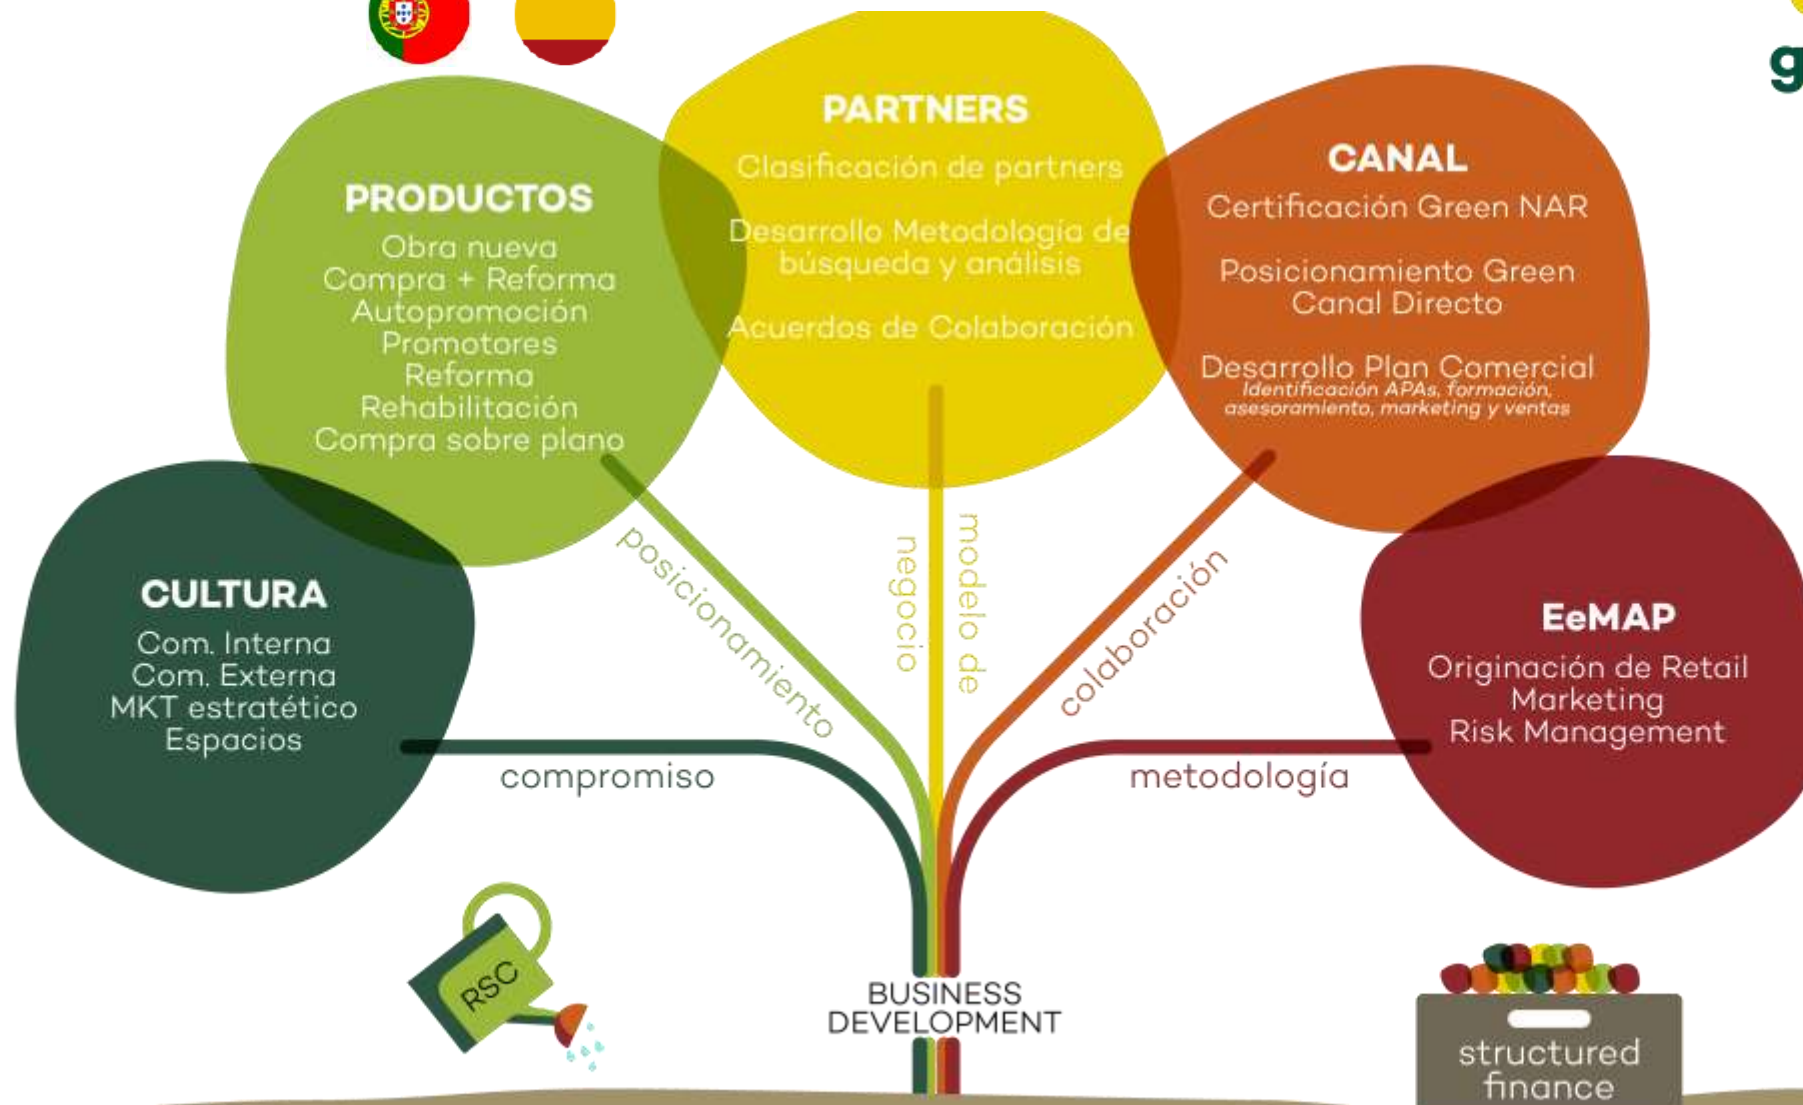 g
PARTNERS
Clasificación de partners
Desarrollo Metodología de
búsqueda y análisis
Acuerdos de Colaboración
PRODUCTOS
Obra nueva
Compra + Reforma
Autopromoción
Promotores
Reforma
Rehabilitación
Compra sobre plano
CANAL
Certificación Green NAR
Posicionamiento Green
Canal Directo
Desarrollo Plan Comercial
Identificación APAs, formación,
asesoramiento, marketing y ventas
CULTURA
Com. Interna
Com. Externa
MKT estratético
Espacios
EeMAP
Originación de Retail
Marketing
Risk Management
compromiso
posicionamiento
modelo de
negocio
colaboración
metodología
RSC
BUSINESS
DEVELOPMENT
structured
finance